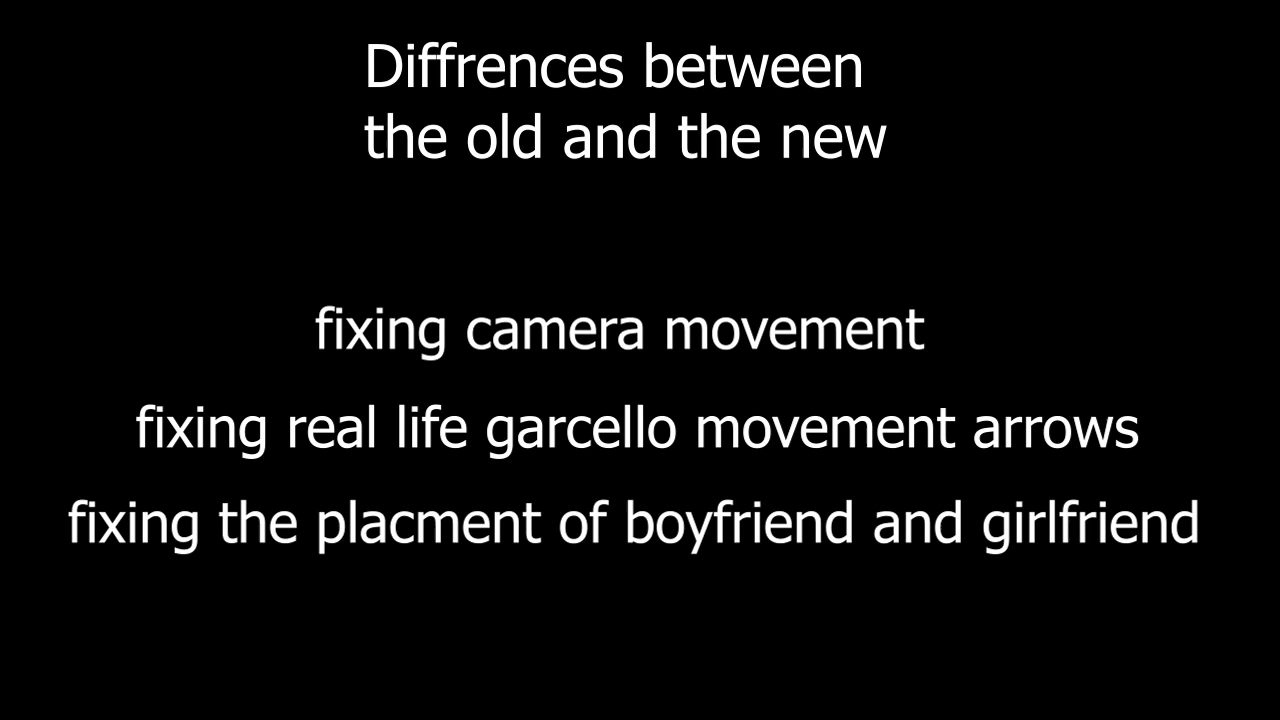 Diffrences between
the old and the new
fixing camera movement
fixing real life garcello movement arrows
fixing the placment of boyfriend and girlfriend